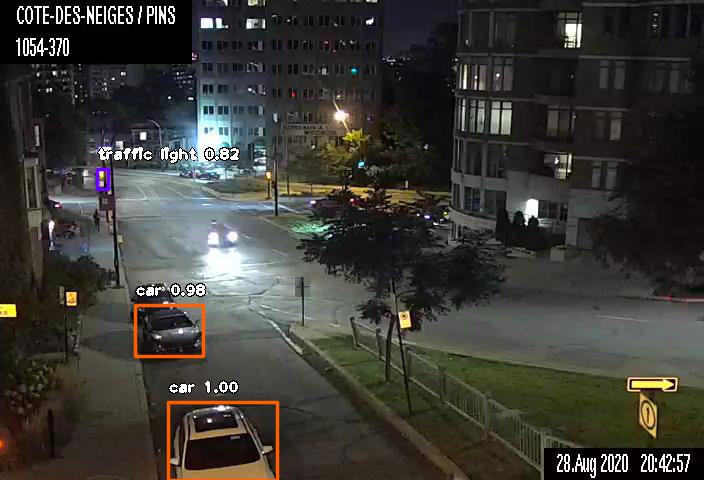 COTE-DES-NEIGES / PINS
1054-370
traffic light 0.82
car 0.98
car 1.00
28.Aug 2020 20:42:57